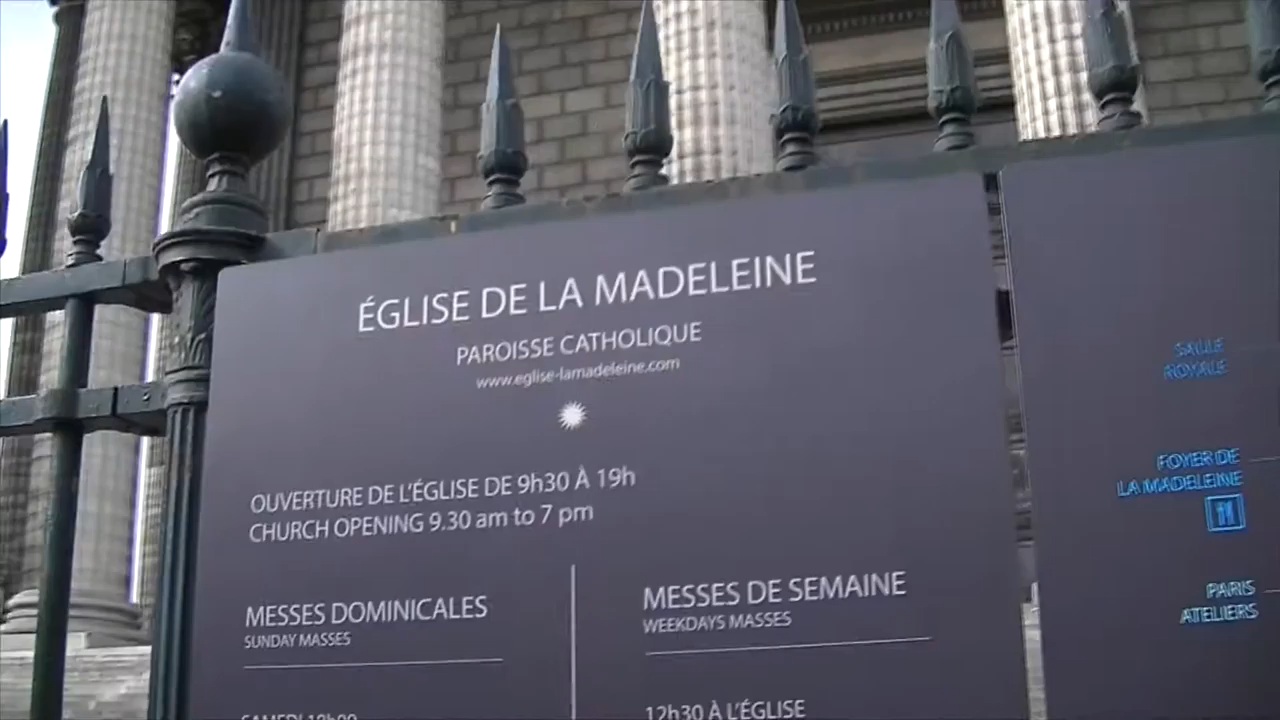 ÉGLISE DE LA MADELEINE
PAROISSE CATHOLIQUE
www.eglise-lamadeleine.com
OUVERTURE DE L'ÉGLISE DE 9h30 À 19h
CHURCH OPENING 9.30 am to 7 pm
MESSES DOMINICALES
SUNDAY MASSES
MESSES DE SEMAINE
WEEKDAYS MASSES
12h30 À L'ÉGLISE
SALLE
ROYALE
FOYER DE
LA MADELEINE
PARIS
ATELIERS